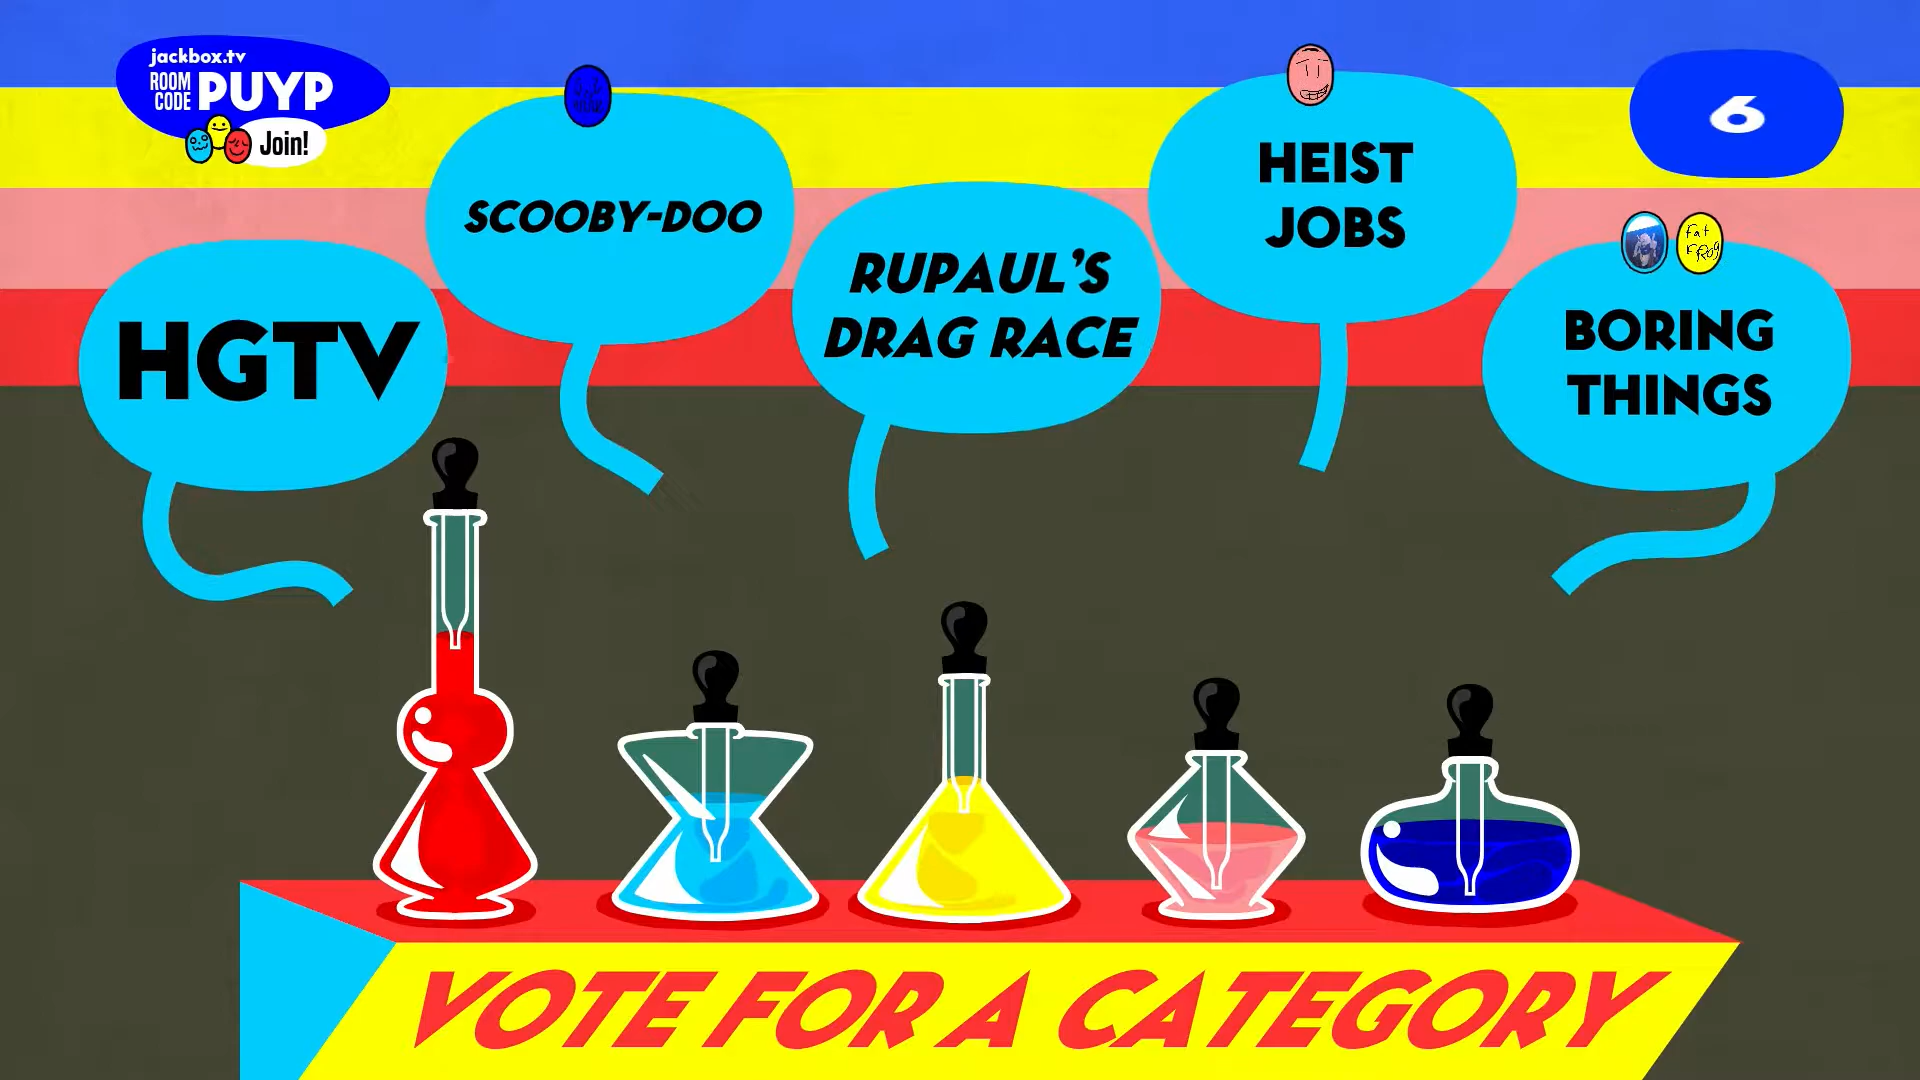 jackbox.tv
ROOM
CODE
PUYP
Join!
6
SCOOBY-DOO
HEIST
JOBS
RUPAUL'S
DRAG RACE
Fat
FRog
HGTV
BORING
THINGS
VOTE FOR A CATEGORY